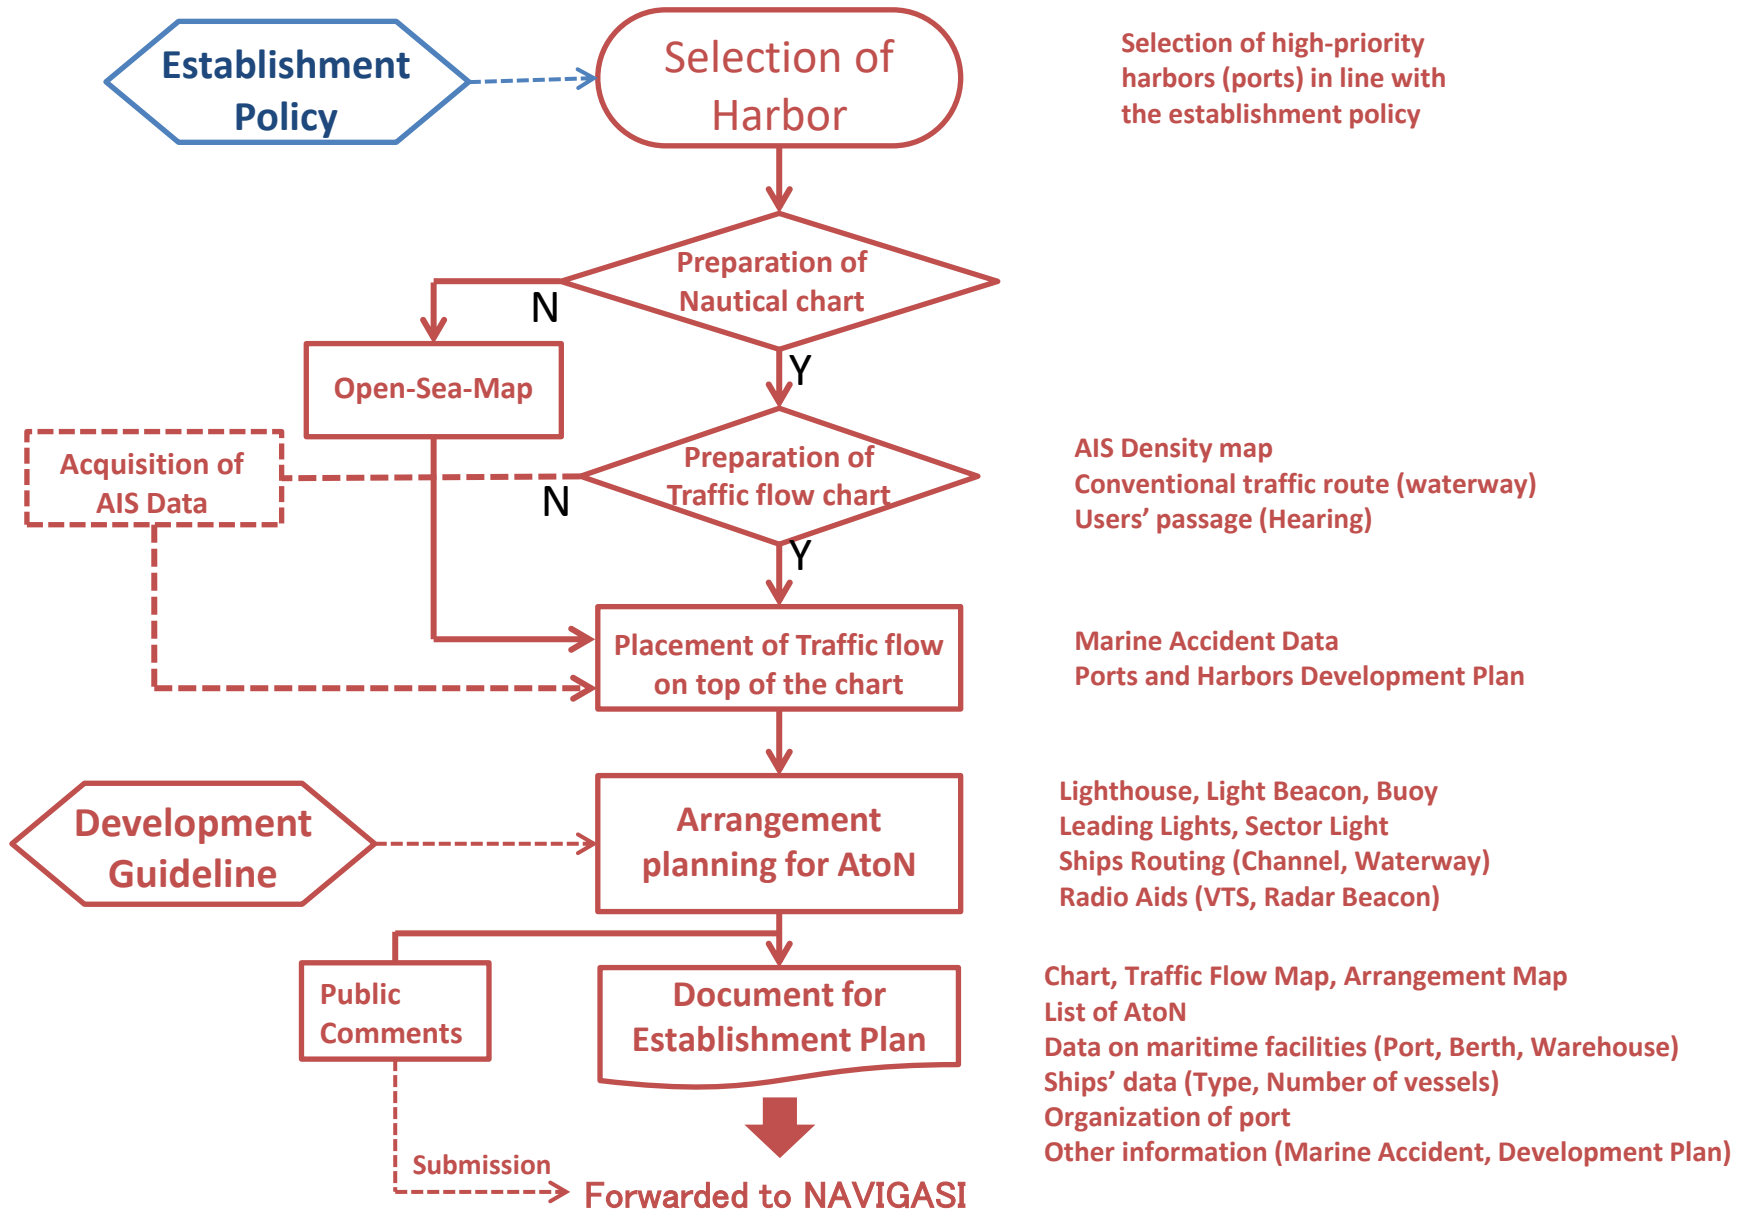 Establishment
Policy
Selection of
Harbor
Selection of high-priority
harbors (ports) in line with
the establishment policy
Preparation of
Nautical chart
N
Y
Open-Sea-Map
Acquisition of
AIS Data
Preparation of
Traffic flow chart
N
Y
AIS Density map
Conventional traffic route (waterway)
Users’ passage (Hearing)
Placement of Traffic flow
on top of the chart
Marine Accident Data
Ports and Harbors Development Plan
Development
Guideline
Arrangement
planning for AtoN
Lighthouse, Light Beacon, Buoy
Leading Lights, Sector Light
Ships Routing (Channel, Waterway)
Radio Aids (VTS, Radar Beacon)
Public
Comments
Document for
Establishment Plan
Chart, Traffic Flow Map, Arrangement Map
List of AtoN
Data on maritime facilities (Port, Berth, Warehouse)
Ships’ data (Type, Number of vessels)
Organization of port
Other information (Marine Accident, Development Plan)
Submission
Forwarded to NAVIGASI